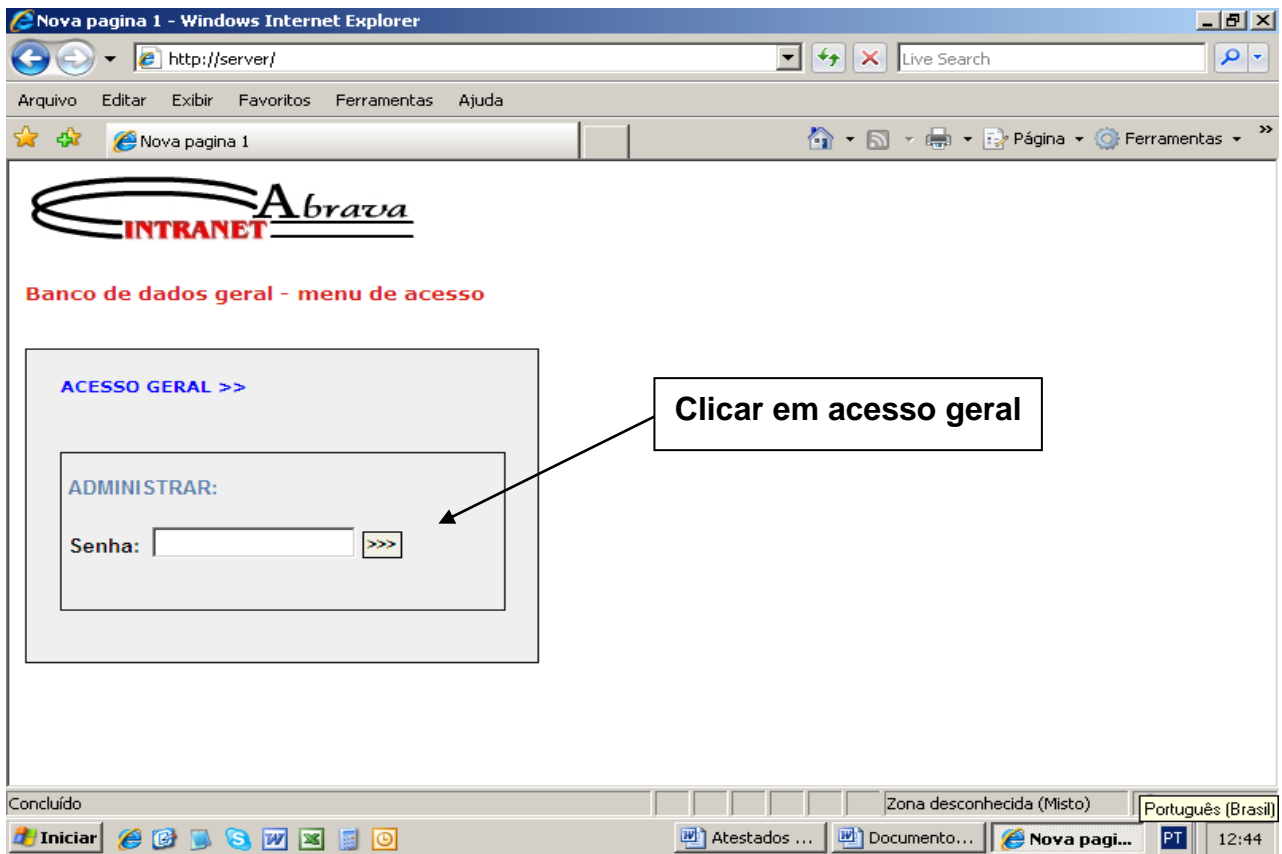 Nova pagina 1 - Windows Internet Explorer
http://server/
Live Search
Arquivo Editar Exibir Favoritos Ferramentas Ajuda
Nova pagina 1
Página Ferramentas »
Abrava
INTRANET
Banco de dados geral - menu de acesso
ACESSO GERAL >>
Clicar em acesso geral
ADMINISTRAR:
Senha: >>>
Concluído
Zona desconhecida (Misto)
Português (Brasil)
Iniciar
Atestados ...
Documento...
Nova pagi...
PT
12:44